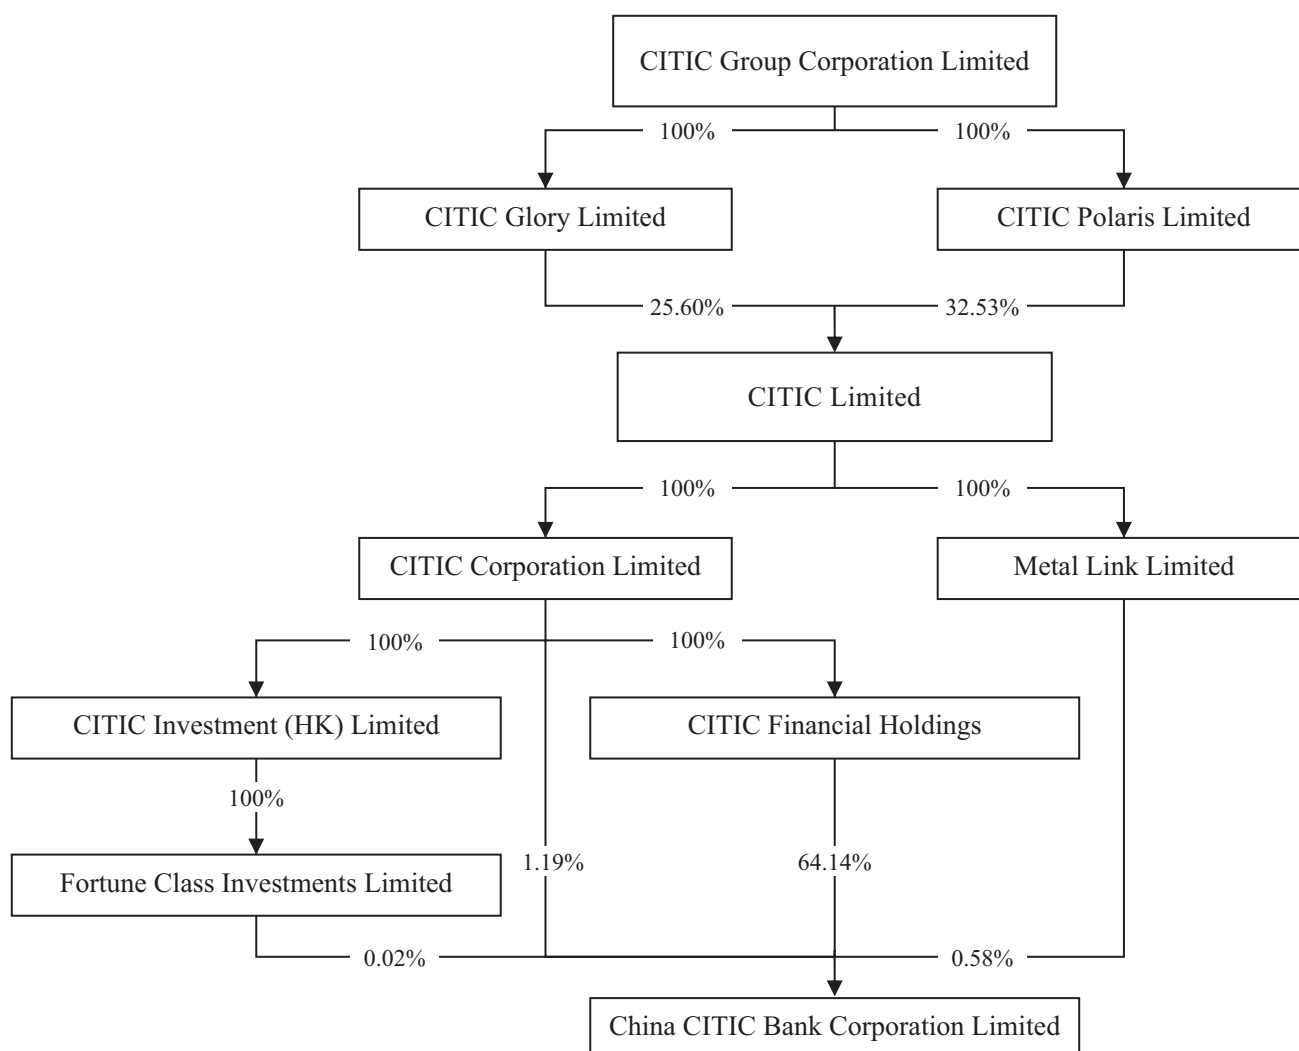 CITIC Group Corporation Limited
100%
100%
CITIC Glory Limited
CITIC Polaris Limited
25.60%
32.53%
CITIC Limited
100%
100%
CITIC Corporation Limited
Metal Link Limited
100%
100%
CITIC Investment (HK) Limited
CITIC Financial Holdings
100%
1.19%
64.14%
Fortune Class Investments Limited
0.02%
0.58%
China CITIC Bank Corporation Limited